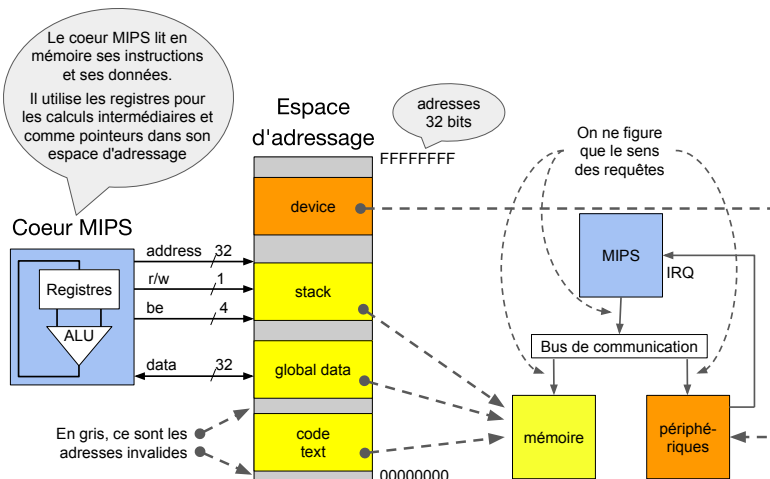 Le coeur MIPS lit en
mémoire ses instructions
et ses données.
Il utilise les registres pour
les calculs intermédiaires et
comme pointeurs dans son
espace d'adressage
Espace
d'adressage
adresses
32 bits
FFFFFFFF
On ne figure
que le sens
des requêtes
Coeur MIPS
device
address 32
r/w 1
be 4
data 32
Registres
ALU
stack
global data
code
text
00000000
En gris, ce sont les
adresses invalides
MIPS
IRQ
Bus de communication
mémoire
périphé-
riques